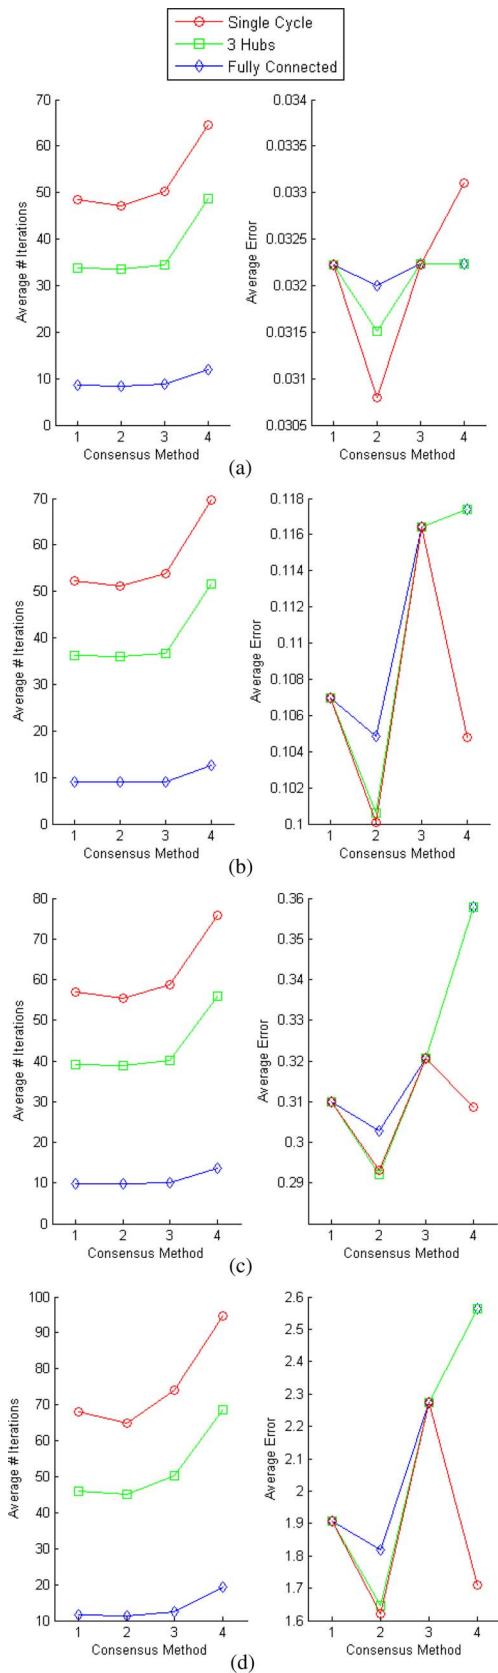 Single Cycle
3 Hubs
Fully Connected
70
60
50
40
30
20
10
0
Average # Iterations
1 2 3 4
Consensus Method
0.034
0.0335
0.033
0.0325
0.032
0.0315
0.031
0.0305
Average Error
1 2 3 4
Consensus Method
(a)
70
60
50
40
30
20
10
0
Average # Iterations
1 2 3 4
Consensus Method
0.118
0.116
0.114
0.112
0.11
0.108
0.106
0.104
0.102
0.1
Average Error
1 2 3 4
Consensus Method
(b)
80
70
60
50
40
30
20
10
0
Average # Iterations
1 2 3 4
Consensus Method
0.36
0.35
0.34
0.33
0.32
0.31
0.3
0.29
Average Error
1 2 3 4
Consensus Method
(c)
100
90
80
70
60
50
40
30
20
10
Average # Iterations
1 2 3 4
Consensus Method
2.6
2.5
2.4
2.3
2.2
2.1
2
1.9
1.8
1.7
1.6
Average Error
1 2 3 4
Consensus Method
(d)